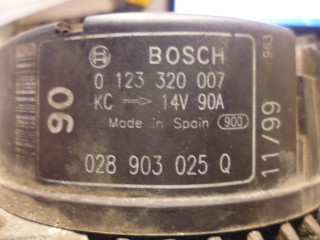 BOSCH
0 123 320 007
KC → 14V 90A
Made in Spain 900
028 903 025 Q
90
11/99
963